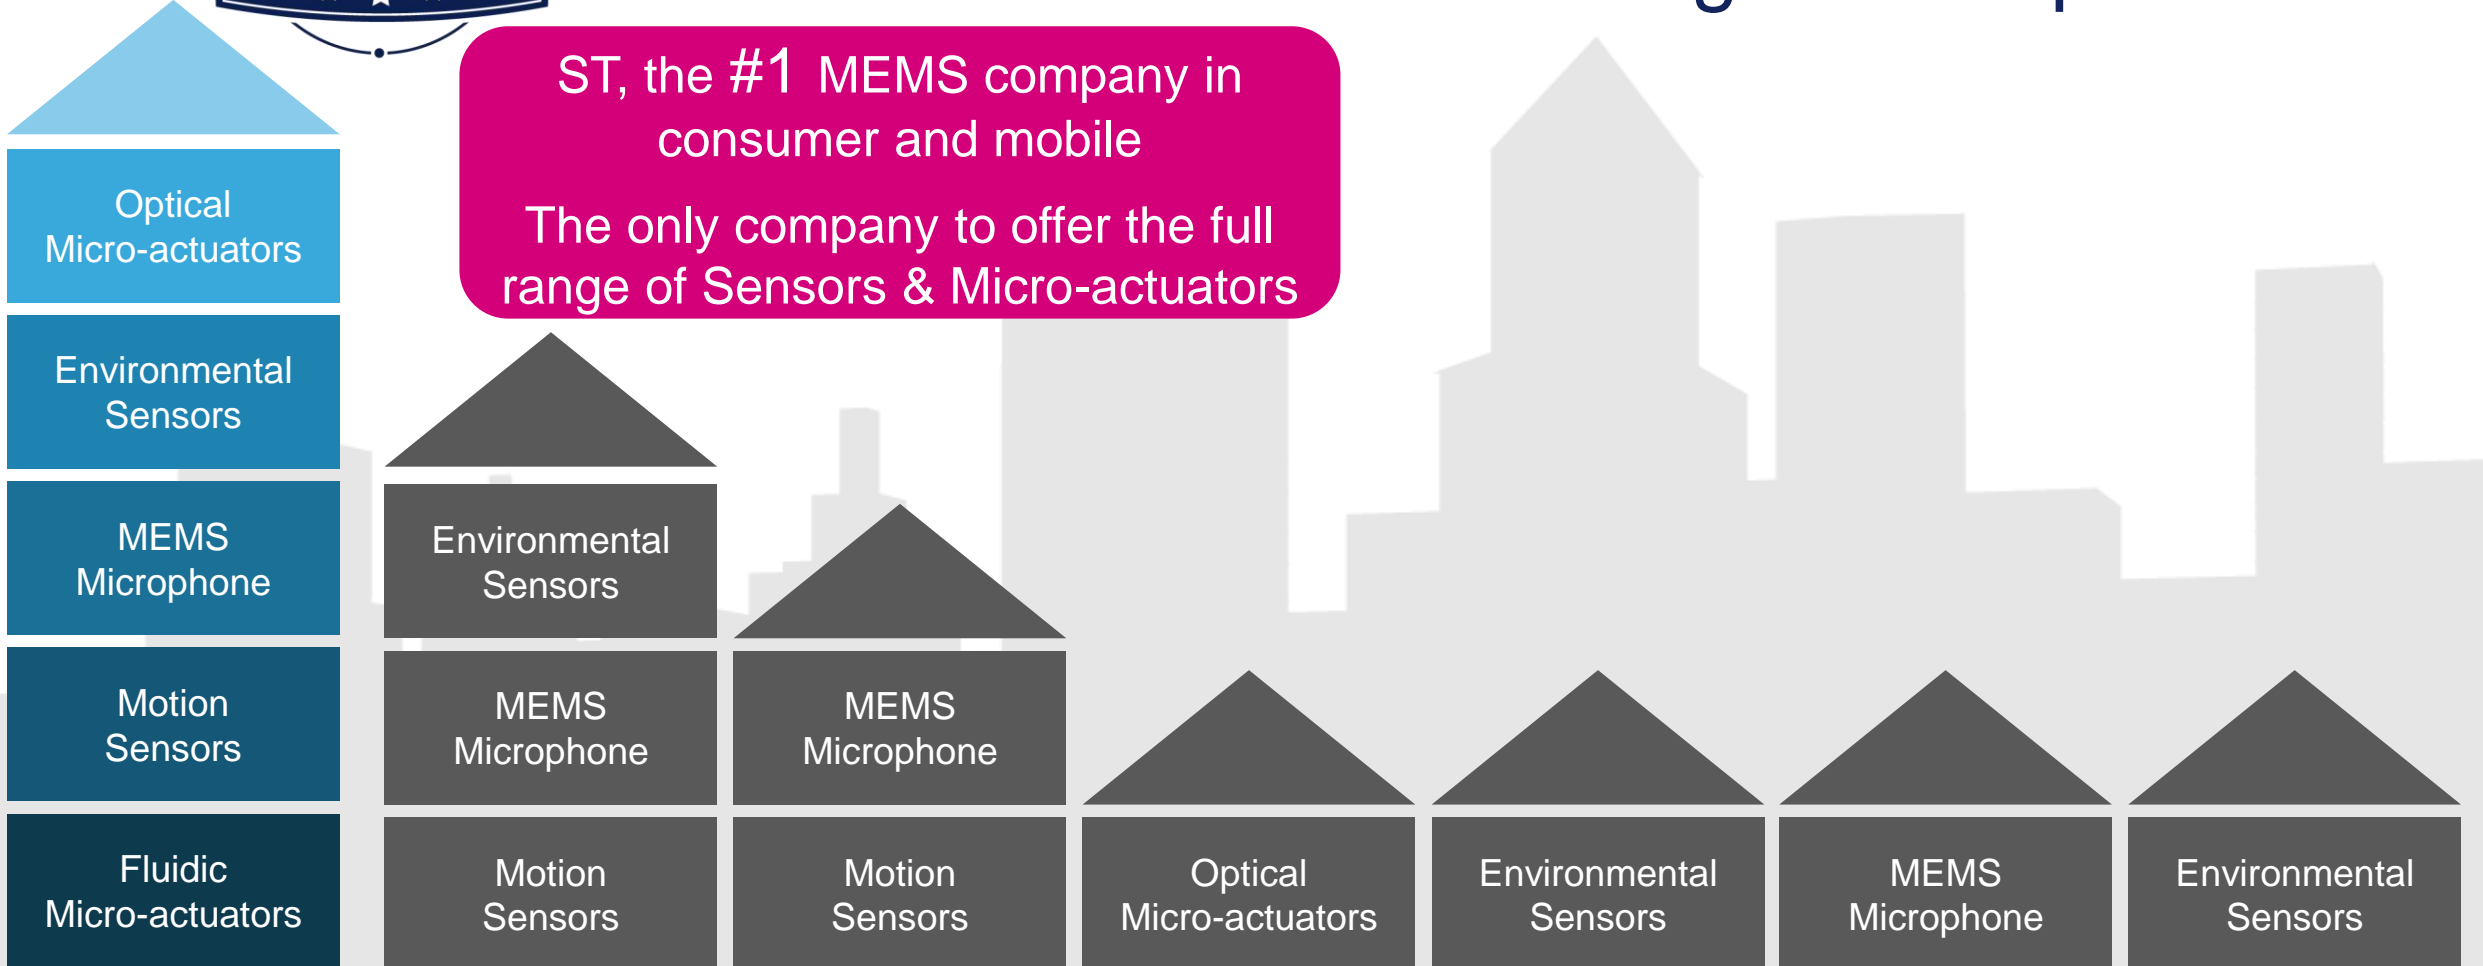 ST, the #1 MEMS company in
consumer and mobile
The only company to offer the full
range of Sensors & Micro-actuators
Optical
Micro-actuators
Environmental
Sensors
MEMS
Microphone
Motion
Sensors
Fluidic
Micro-actuators
Environmental
Sensors
MEMS
Microphone
Motion
Sensors
MEMS
Microphone
Motion
Sensors
Optical
Micro-actuators
Environmental
Sensors
MEMS
Microphone
Environmental
Sensors